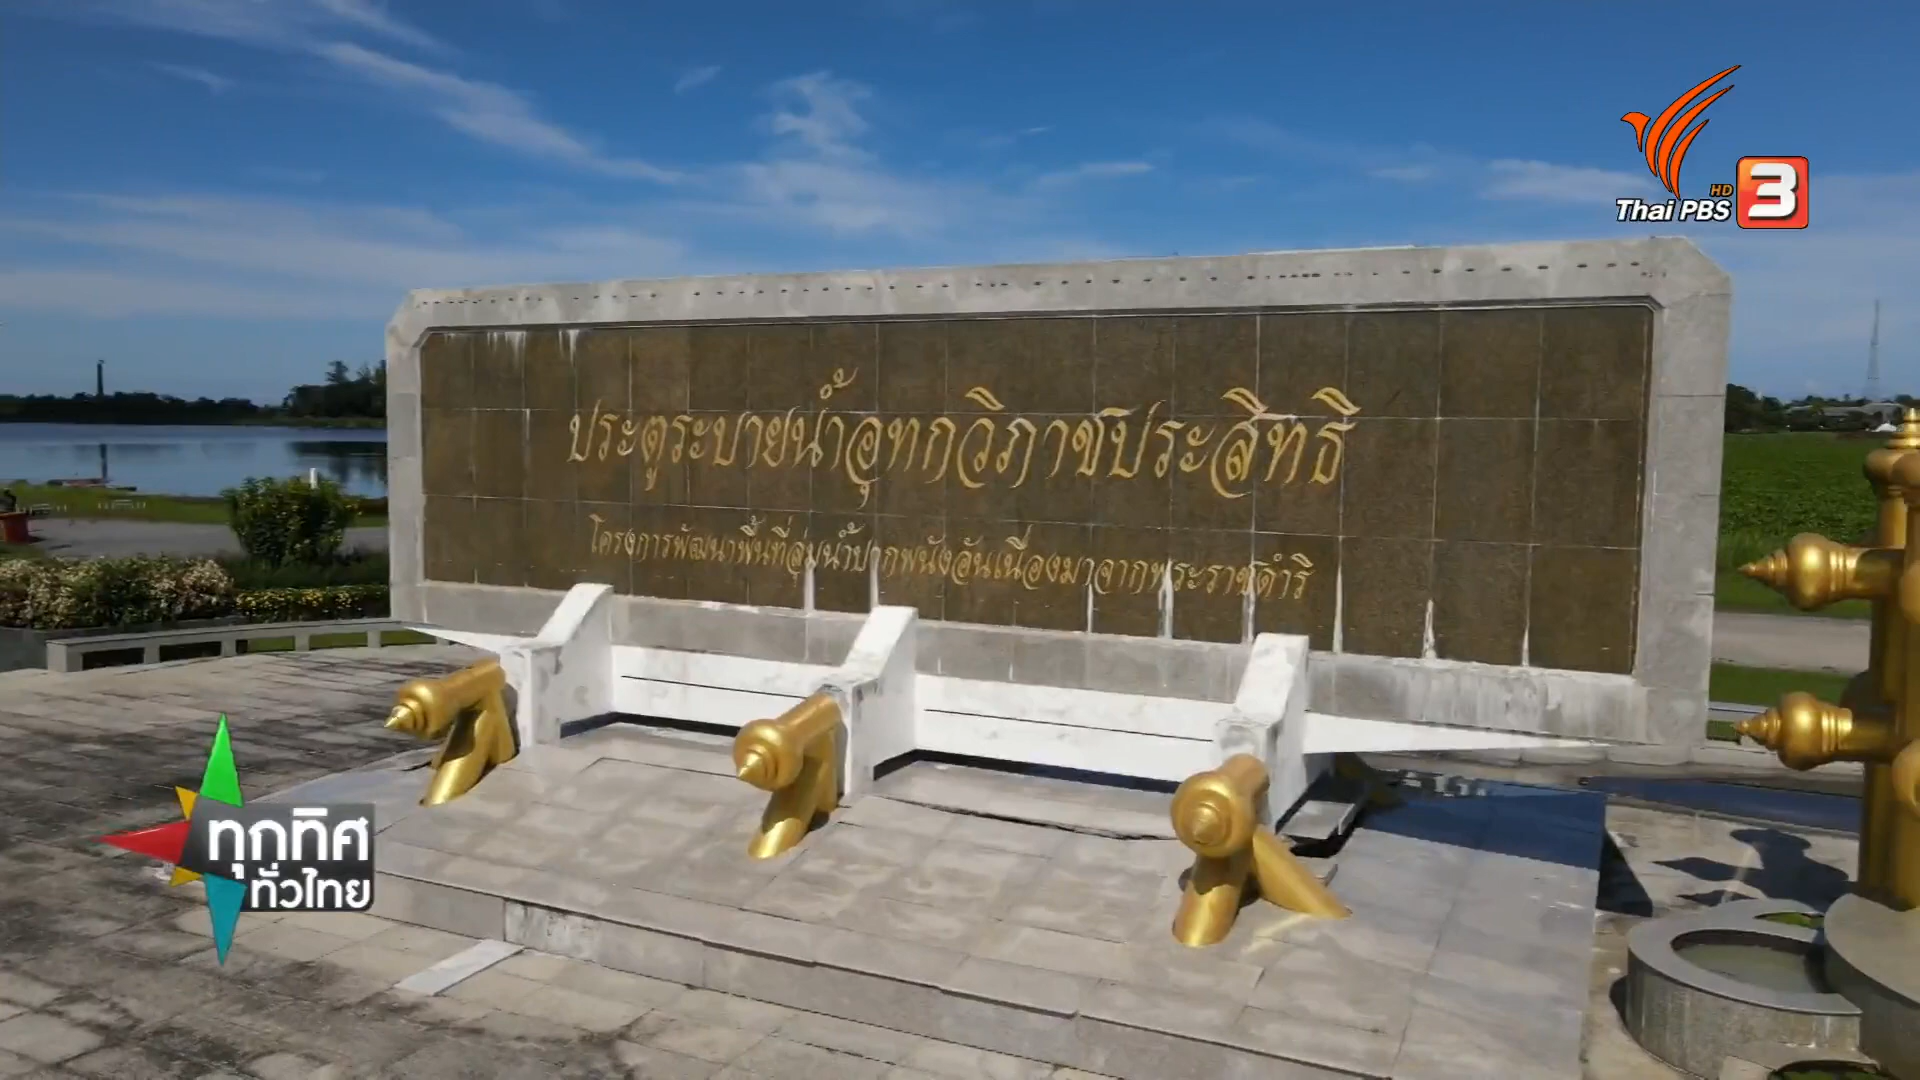 Thai PBS HD 3
ประตูระบายน้ำอุทกวิภาชประสิทธิ
โครงการพัฒนาพื้นที่ลุ่มน้ำปากพนังอันเนื่องมาจากพระราชดำริ
ทุกทิศ
ทั่วไทย